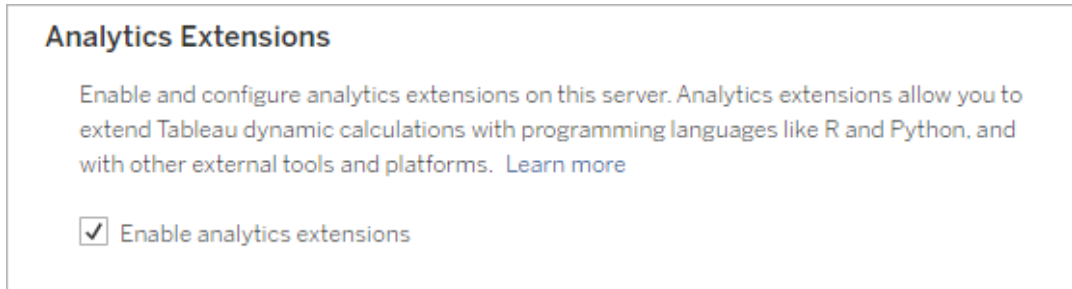 Analytics Extensions
Enable and configure analytics extensions on this server. Analytics extensions allow you to
extend Tableau dynamic calculations with programming languages like R and Python, and
with other external tools and platforms. Learn more
Enable analytics extensions